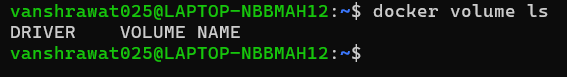 vanshrawat025@LAPTOP-NBBMAH12:~$ docker volume ls
DRIVER    VOLUME NAME
vanshrawat025@LAPTOP-NBBMAH12:~$